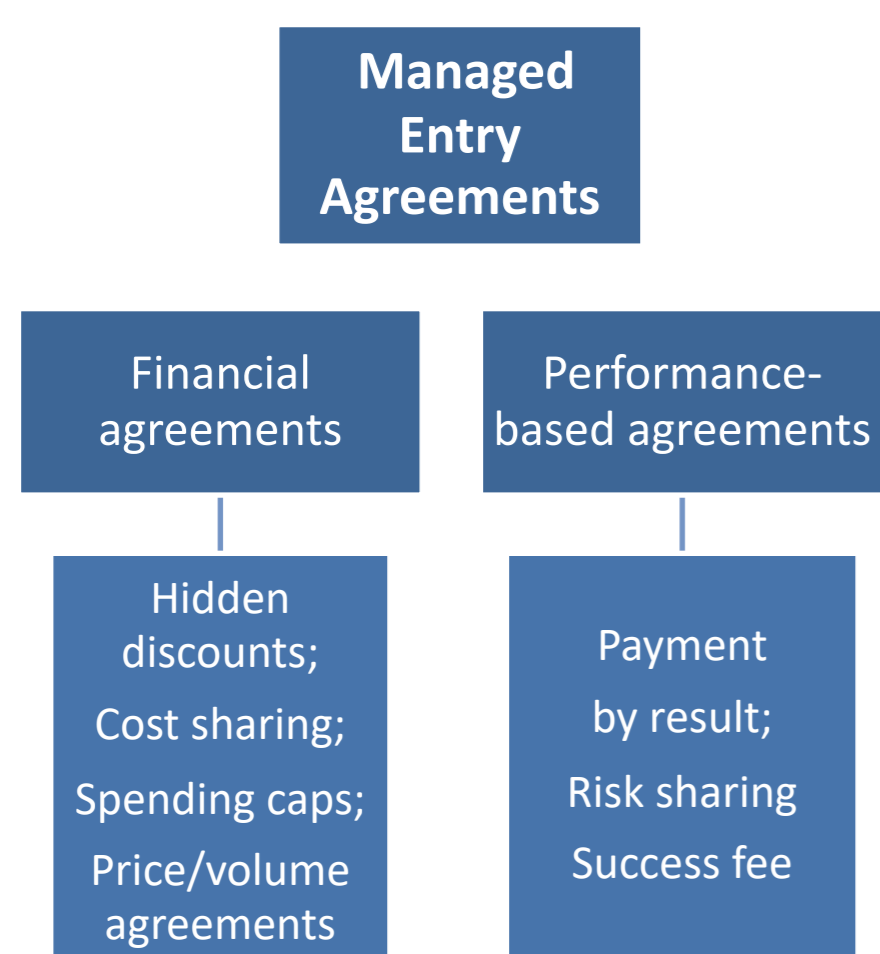 Managed
Entry
Agreements
Financial
agreements
Performance-
based agreements
Hidden
discounts;
Cost sharing;
Spending caps;
Price/volume
agreements
Payment
by result;
Risk sharing
Success fee